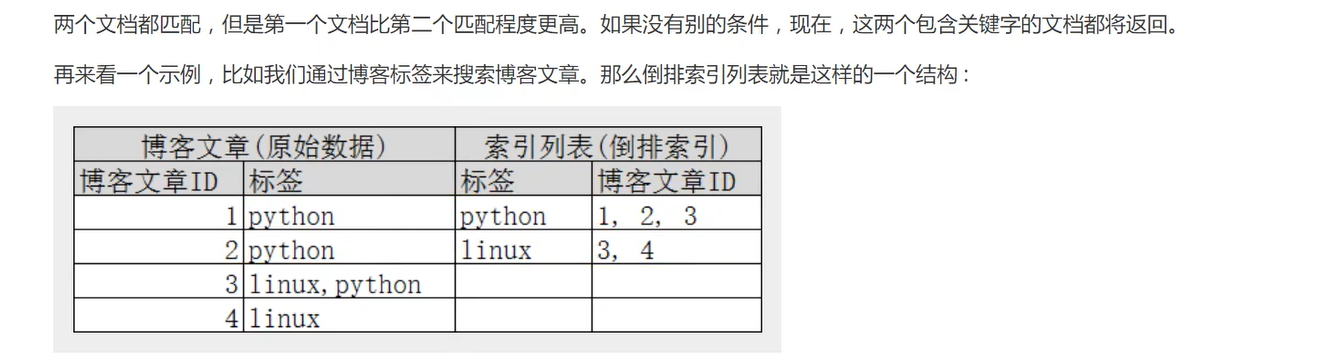 两个文档都匹配，但是第一个文档比第二个匹配程度更高。如果没有别的条件，现在，这两个包含关键字的文档都将返回。
再来看一个示例，比如我们通过博客标签来搜索博客文章。那么倒排索引列表就是这样的一个结构：
博客文章(原始数据) 索引列表(倒排索引)
博客文章ID 标签 标签 博客文章ID
1 python python 1, 2, 3
2 python linux 3, 4
3 linux,python
4 linux